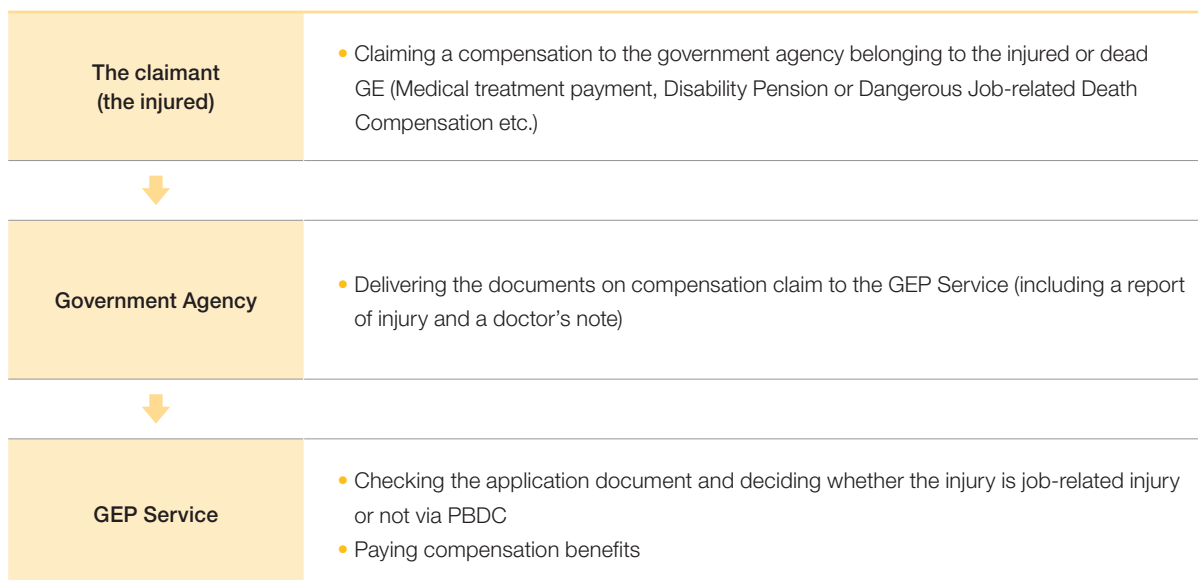 The claimant
(the injured)
• Claiming a compensation to the government agency belonging to the injured or dead
GE (Medical treatment payment, Disability Pension or Dangerous Job-related Death
Compensation etc.)
Government Agency
• Delivering the documents on compensation claim to the GEP Service (including a report
of injury and a doctor's note)
GEP Service
• Checking the application document and deciding whether the injury is job-related injury
or not via PBDC
• Paying compensation benefits